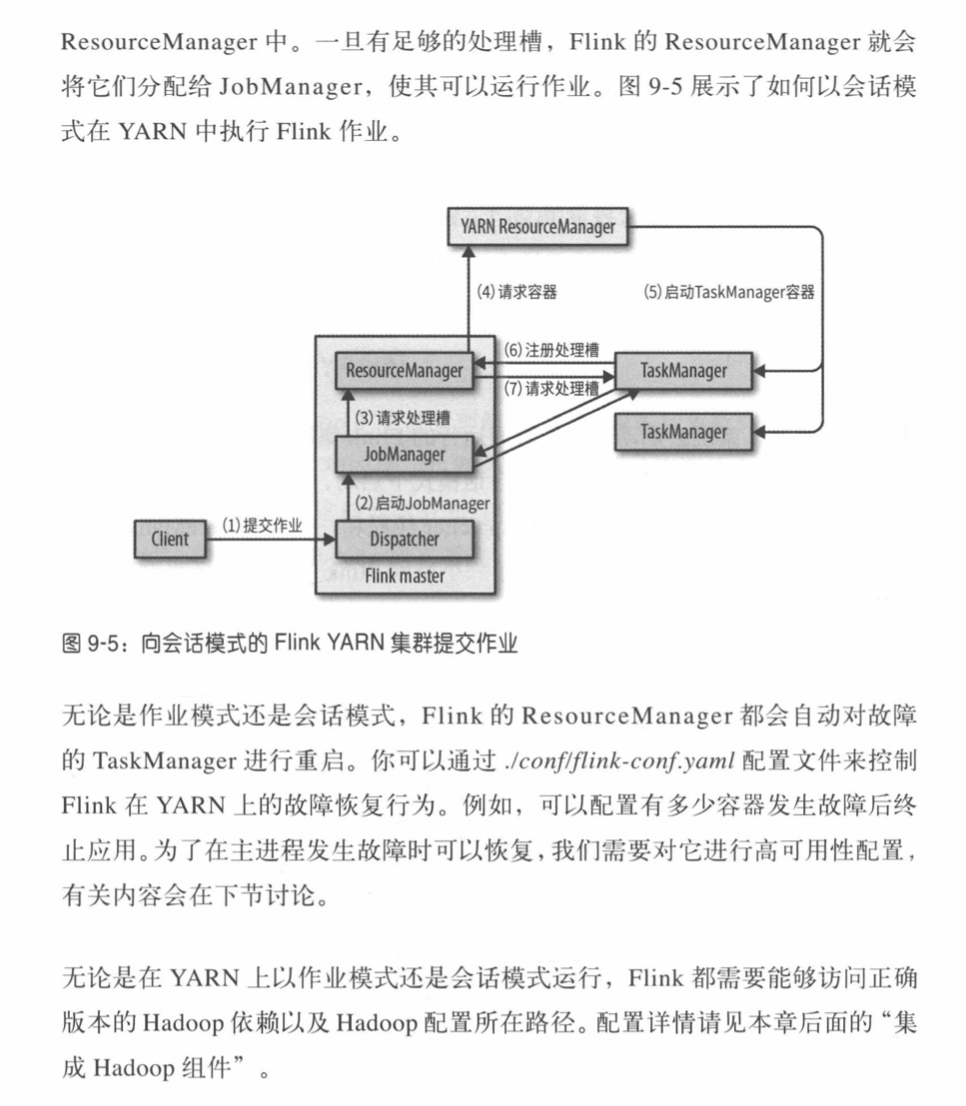 ResourceManager 中。一旦有足够的处理槽，Flink 的 ResourceManager 就会
将它们分配给 JobManager，使其可以运行作业。图 9-5 展示了如何以会话模
式在 YARN 中执行 Flink 作业。
YARN ResourceManager
(4) 请求容器
(5) 启动TaskManager容器
(6) 注册处理槽
ResourceManager
TaskManager
(7) 请求处理槽
(3) 请求处理槽
TaskManager
JobManager
(2) 启动JobManager
(1) 提交作业
Client
Dispatcher
Flink master
图 9-5：向会话模式的 Flink YARN 集群提交作业
无论是作业模式还是会话模式，Flink 的 ResourceManager 都会自动对故障
的 TaskManager 进行重启。你可以通过 ./conf/flink-conf.yaml 配置文件来控制
Flink 在 YARN 上的故障恢复行为。例如，可以配置有多少容器发生故障后终
止应用。为了在主进程发生故障时可以恢复，我们需要对它进行高可用性配置，
有关内容会在下节讨论。
无论是在 YARN 上以作业模式还是会话模式运行，Flink 都需要能够访问正确
版本的 Hadoop 依赖以及 Hadoop 配置所在路径。配置详情请见本章后面的“集
成 Hadoop 组件”。